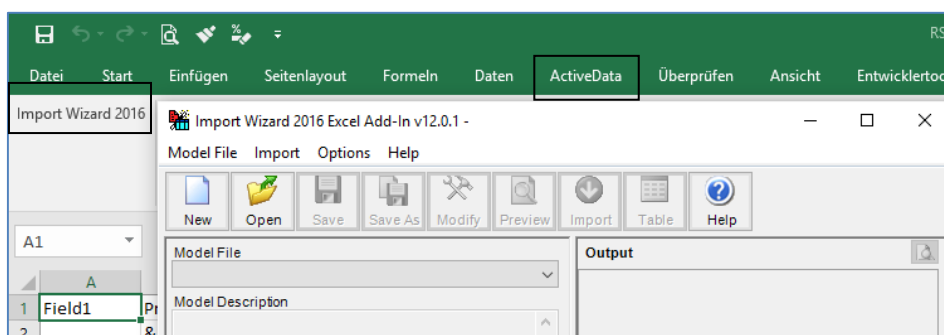 RS
Datei Start Einfügen Seitenlayout Formeln Daten ActiveData Überprüfen Ansicht Entwicklertoo
Import Wizard 2016
Import Wizard 2016 Excel Add-In v12.0.1 -
Model File Import Options Help
New Open Save Save As Modify Preview Import Table Help
A1
Model File
Output
Model Description
A
1 Field1 Pr
2 &